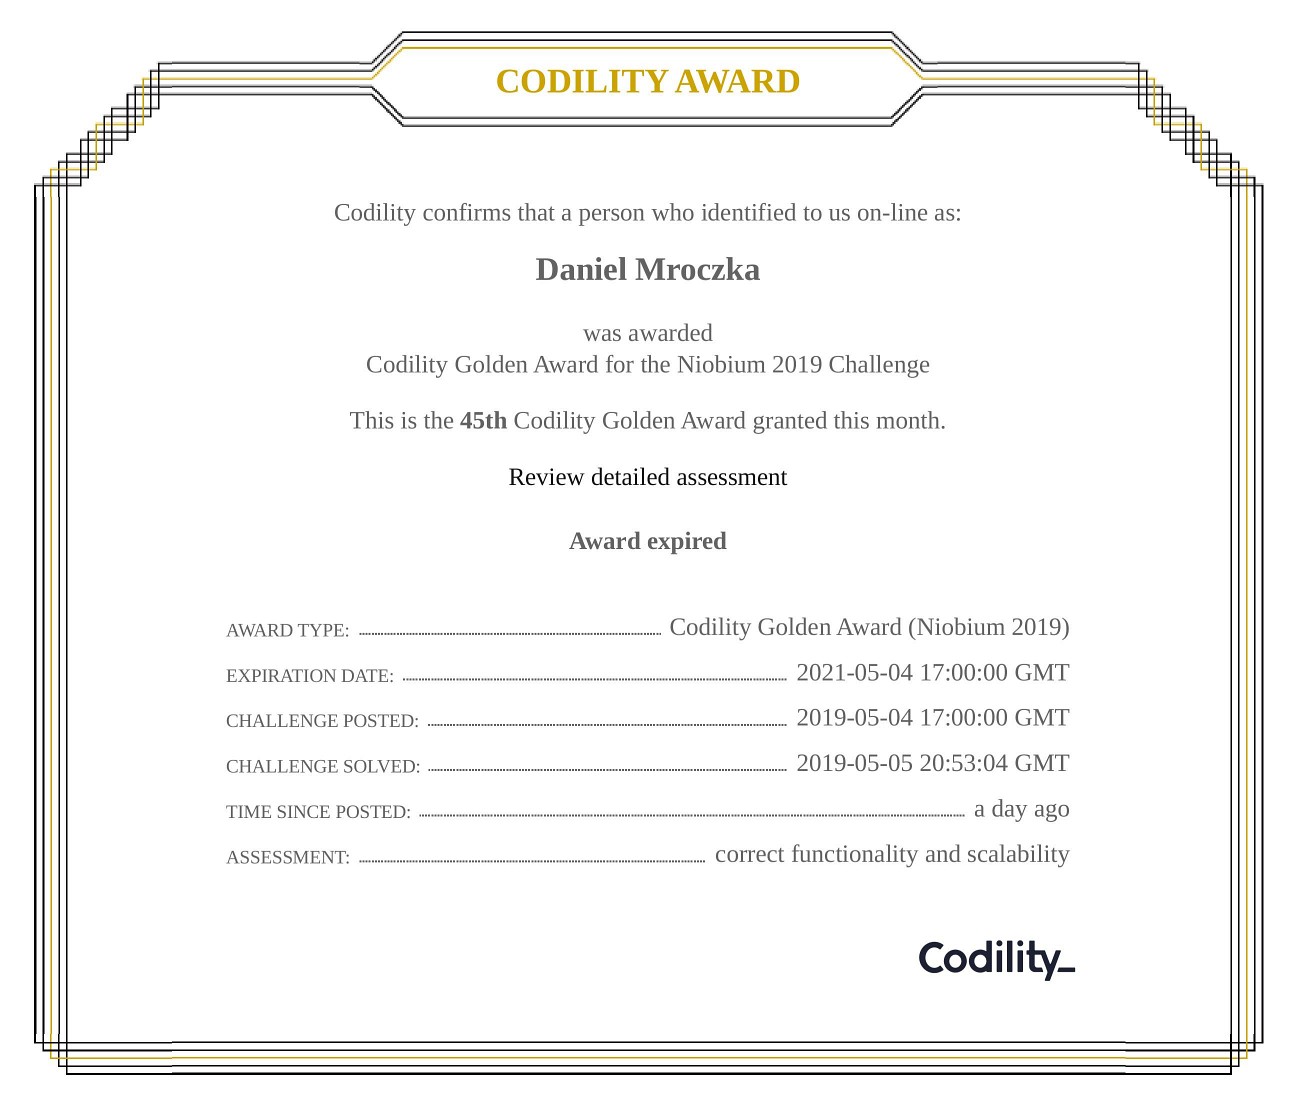 CODILITY AWARD
Codility confirms that a person who identified to us on-line as:
Daniel Mroczka
was awarded
Codility Golden Award for the Niobium 2019 Challenge
This is the 45th Codility Golden Award granted this month.
Review detailed assessment
Award expired
AWARD TYPE: Codility Golden Award (Niobium 2019)
EXPIRATION DATE: 2021-05-04 17:00:00 GMT
CHALLENGE POSTED: 2019-05-04 17:00:00 GMT
CHALLENGE SOLVED: 2019-05-05 20:53:04 GMT
TIME SINCE POSTED: a day ago
ASSESSMENT: correct functionality and scalability
Codility_